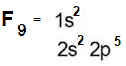 F₉ = 1s²
2s² 2p⁵